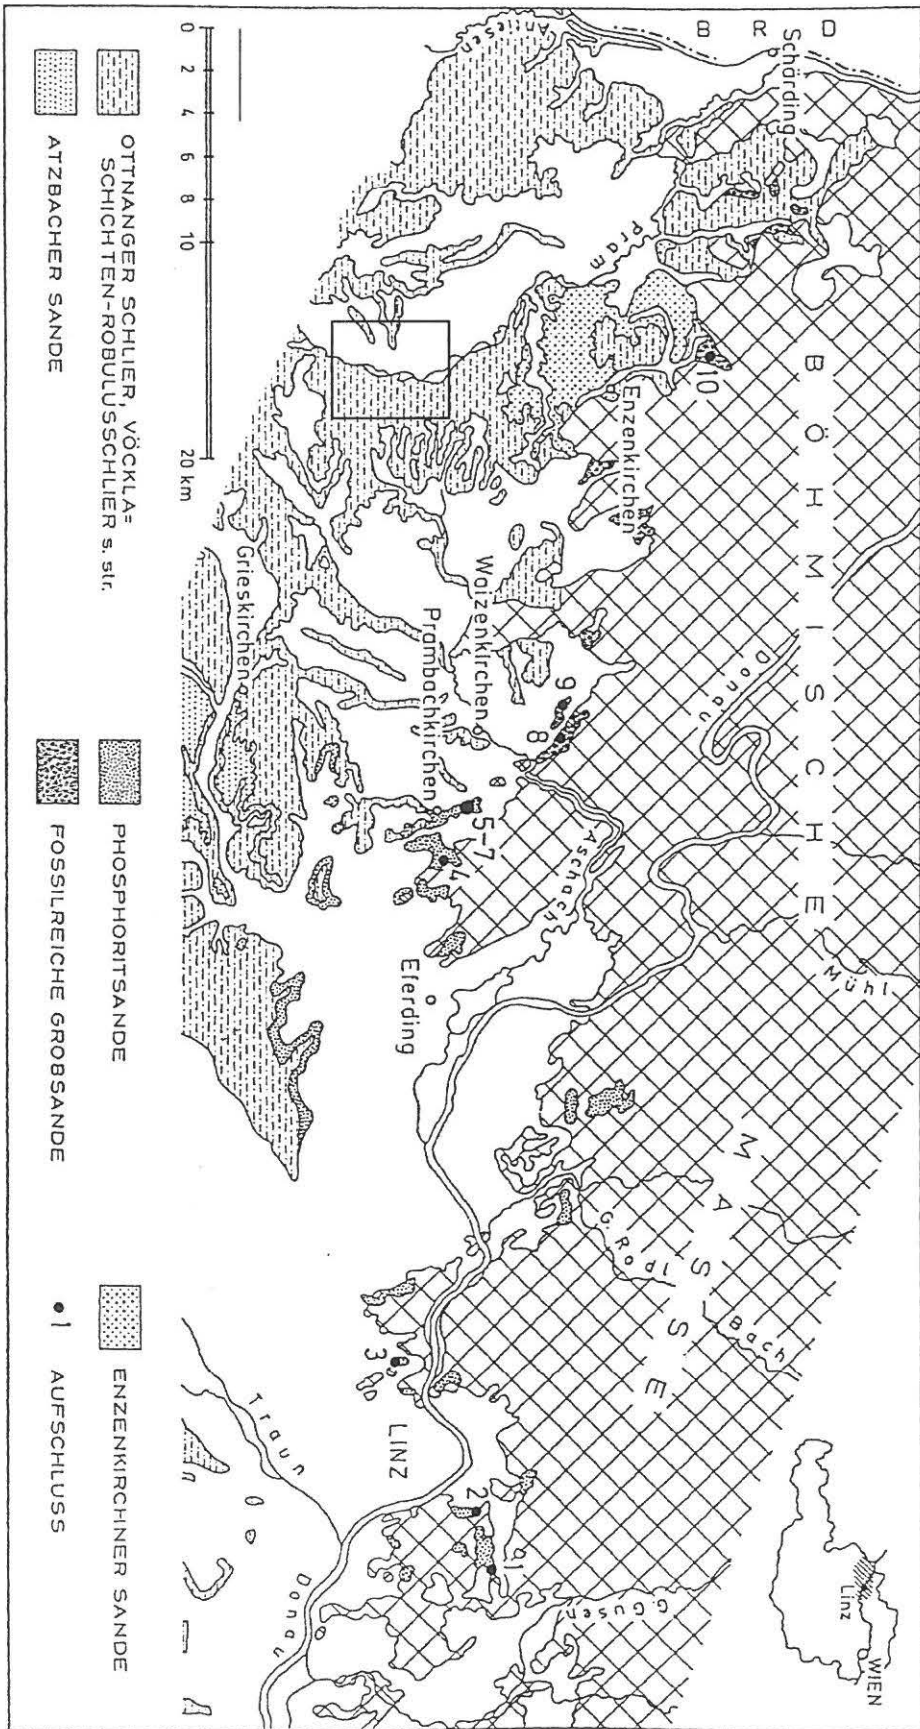 B R D
Schärding
Antiesen
Pram
BÖHMISCHE
MASSE
10
Enzenkirchen
Donau
Mühl
9
8
Waizenkirchen
Prambachkirchen
5-7
4
Aschach
Eferding
Grieskirchen
G. Rodl
Bach
3
LINZ
2
1
G. Gusen
Traun
Donau
Linz
WIEN
0 2 4 6 8 10 20 km
OTTNANGER SCHLIER, VÖCKLA=
SCHICHTEN-ROBULUSSCHLIER s. str.
ATZBACHER SANDE
PHOSPHORITSANDE
FOSSILREICHE GROBSANDE
ENZENKIRCHNER SANDE
•1 AUFSCHLUSS